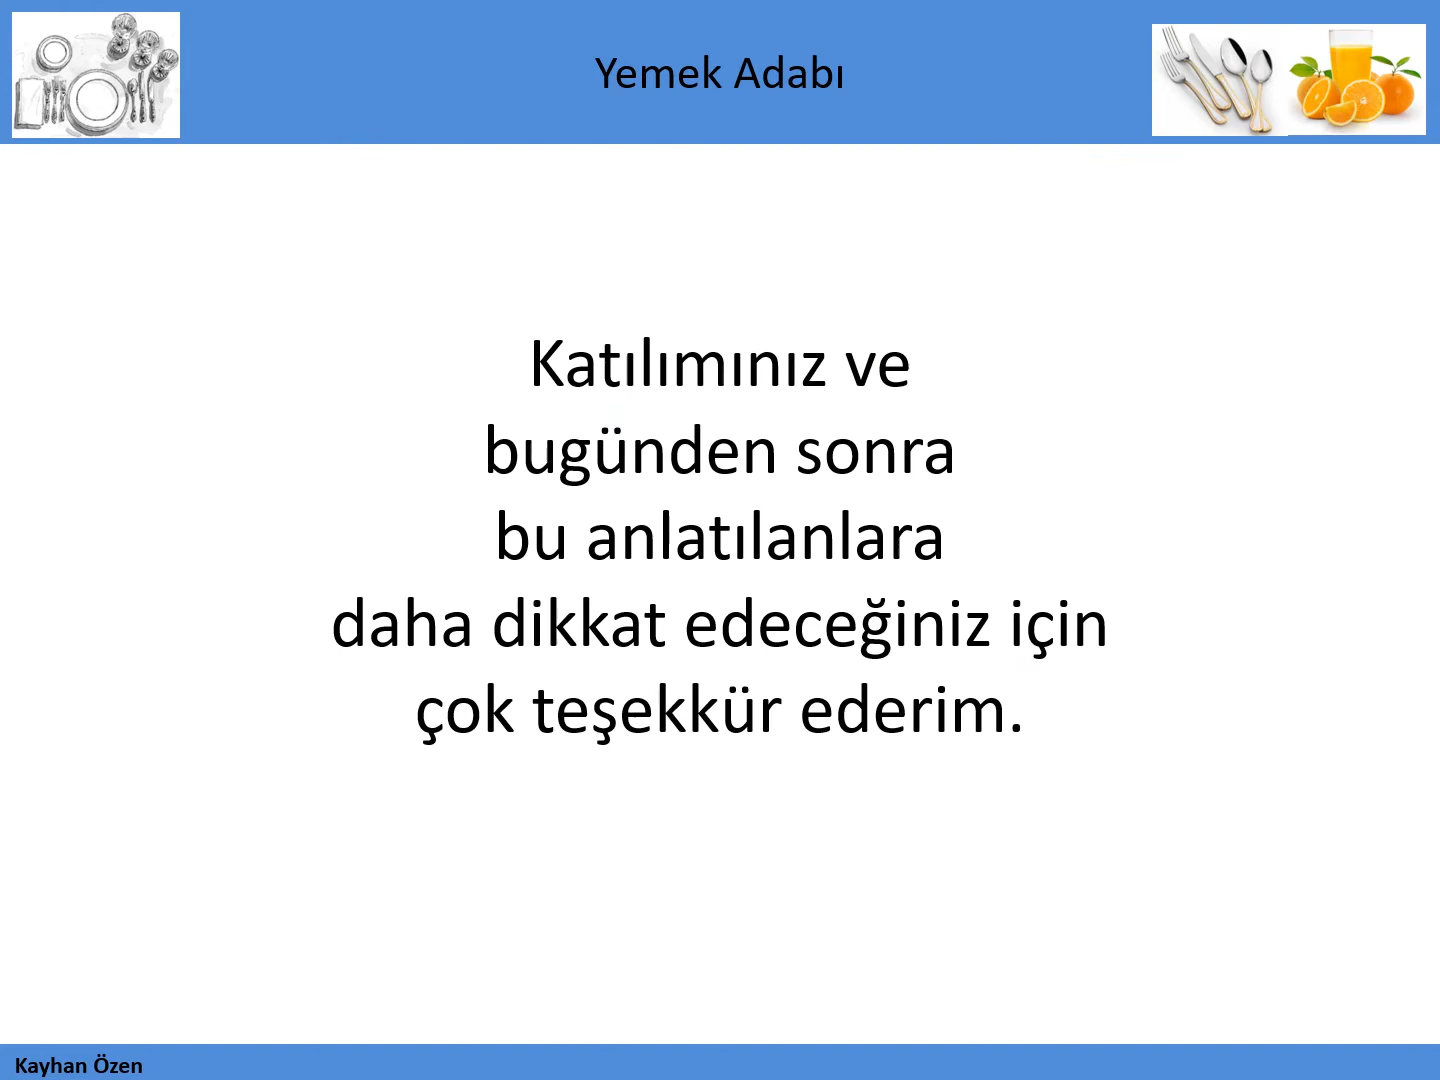 Yemek Adabı
Katılımınız ve
bugünden sonra
bu anlatılanlara
daha dikkat edeceğiniz için
çok teşekkür ederim.
Kayhan Özen